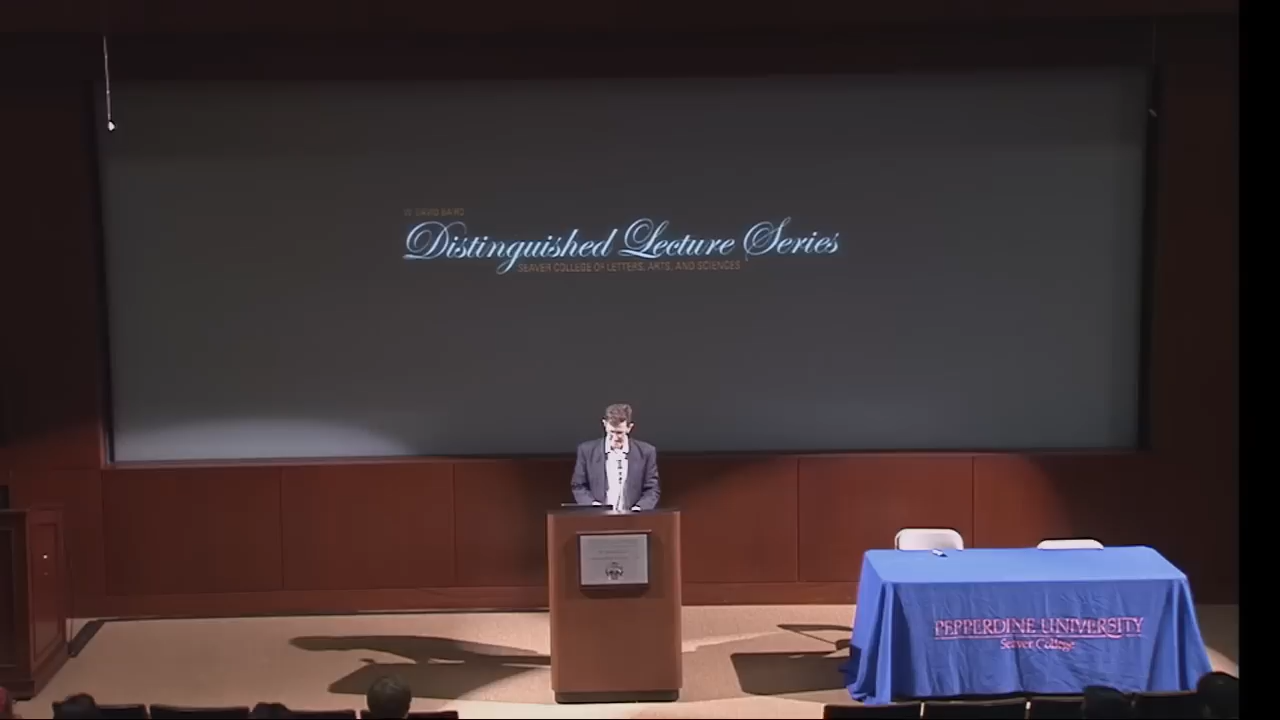 W. DAVID BAIRD
Distinguished Lecture Series
SEAVER COLLEGE OF LETTERS, ARTS, AND SCIENCES
PEPPERDINE UNIVERSITY
Seaver College